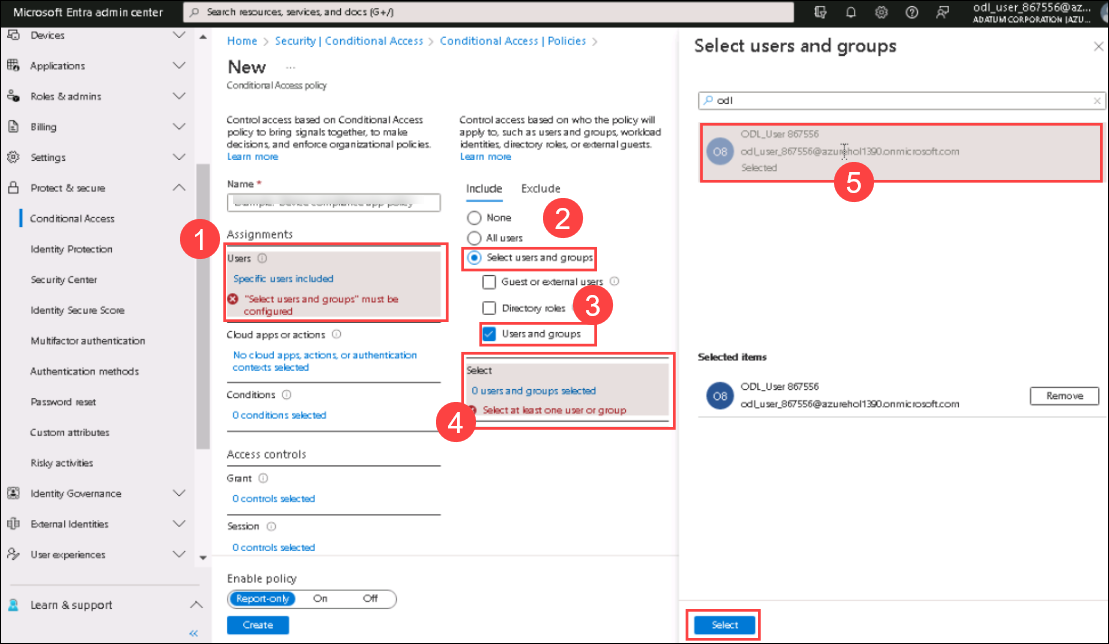 Microsoft Entra admin center
Search resources, services, and docs (G+/)
odl_user_867556@az...
ADATUM CORPORATION (AZU...
Devices
Applications
Roles & admins
Billing
Settings
Protect & secure
Conditional Access
Identity Protection
Security Center
Identity Secure Score
Multifactor authentication
Authentication methods
Password reset
Custom attributes
Risky activities
Identity Governance
External Identities
User experiences
Learn & support
Home > Security | Conditional Access > Conditional Access | Policies >
New ...
Conditional Access policy
Control access based on Conditional Access
policy to bring signals together, to make
decisions, and enforce organizational policies.
Learn more
Name *
Example: 'Device compliance app policy'
Assignments
1
Users
Specific users included
"Select users and groups" must be
configured
Cloud apps or actions
No cloud apps, actions, or authentication
contexts selected
Conditions
0 conditions selected
Access controls
Grant
0 controls selected
Session
0 controls selected
Enable policy
Report-only On Off
Create
Control access based on who the policy will
apply to, such as users and groups, workload
identities, directory roles, or external guests.
Learn more
Include Exclude
None
2
All users
Select users and groups
Guest or external users
3
Directory roles
Users and groups
Select
0 users and groups selected
4
Select at least one user or group
Select users and groups
odl
O8
ODL_User 867556
odl_user_867556@azurehol1390.onmicrosoft.com
Selected
5
Selected items
O8
ODL_User 867556
odl_user_867556@azurehol1390.onmicrosoft.com
Remove
Select